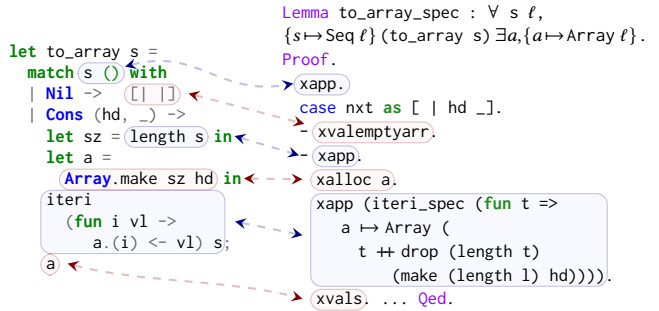 let to_array s =
match s () with
| Nil -> [| |]
| Cons (hd, _) ->
let sz = length s in
let a =
Array.make sz hd in
iteri
(fun i vl ->
a.(i) <- vl) s;
a
Lemma to_array_spec : ∀ s ℓ,
{s ↦ Seq ℓ} (to_array s) ∃a,{a ↦ Array ℓ}.
Proof.
xapp.
case nxt as [ | hd _].
- xvalemptyarr.
- xapp.
xalloc a.
xapp (iteri_spec (fun t =>
a ↦ Array (
t ++ drop (length t)
(make (length l) hd)))).
xvals. ... Qed.